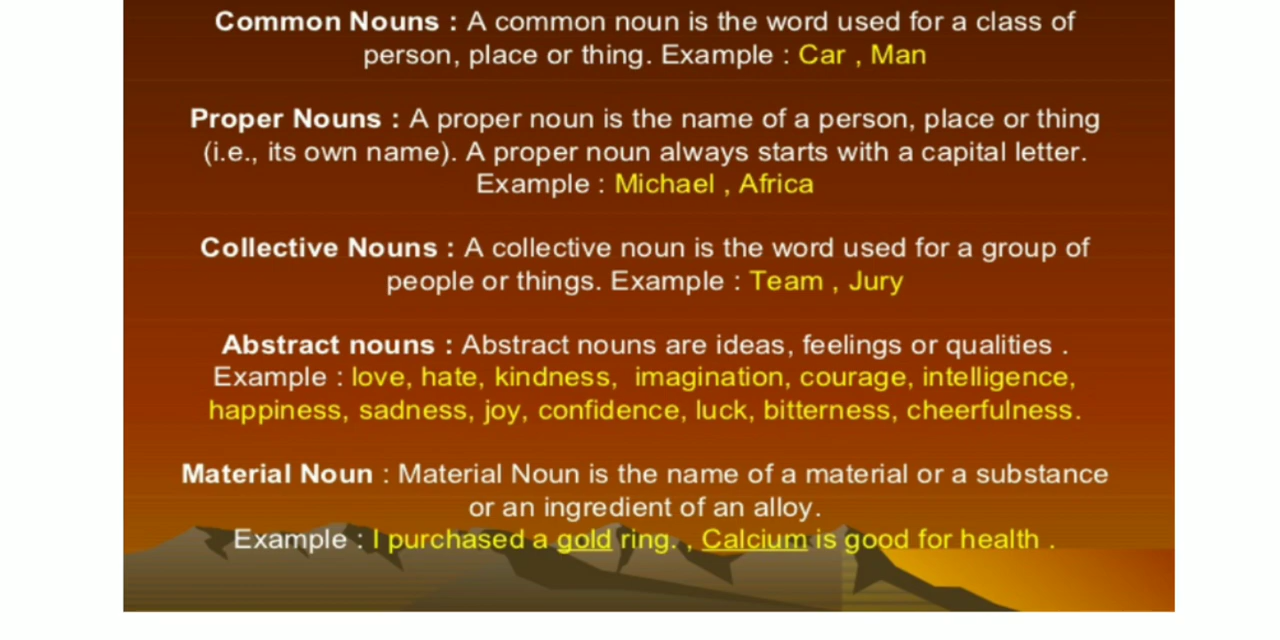 Common Nouns : A common noun is the word used for a class of
person, place or thing. Example : Car , Man
Proper Nouns : A proper noun is the name of a person, place or thing
(i.e., its own name). A proper noun always starts with a capital letter.
Example : Michael , Africa
Collective Nouns : A collective noun is the word used for a group of
people or things. Example : Team , Jury
Abstract nouns : Abstract nouns are ideas, feelings or qualities .
Example : love, hate, kindness,  imagination, courage, intelligence,
happiness, sadness, joy, confidence, luck, bitterness, cheerfulness.
Material Noun : Material Noun is the name of a material or a substance
or an ingredient of an alloy.
Example : I purchased a gold ring. , Calcium is good for health .